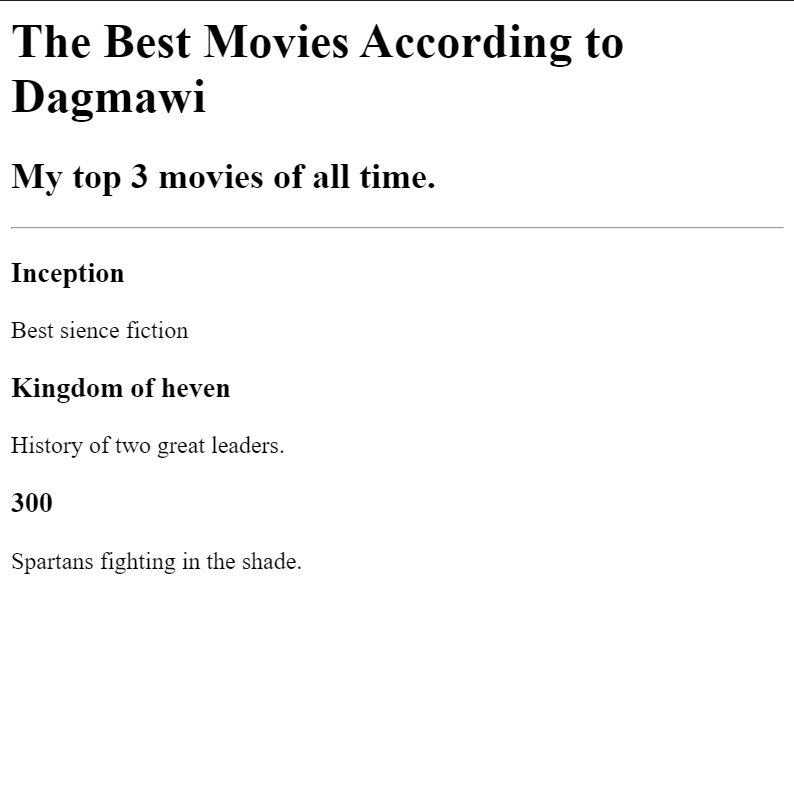 The Best Movies According to
Dagmawi
My top 3 movies of all time.
Inception
Best sience fiction
Kingdom of heven
History of two great leaders.
300
Spartans fighting in the shade.